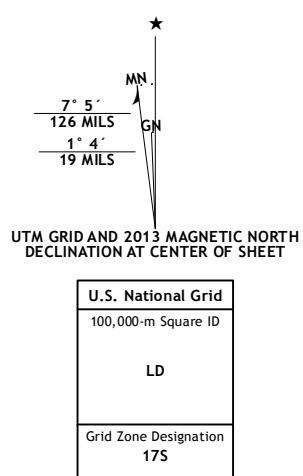 ★
MN
7° 5´
126 MILS
GN
1° 4´
19 MILS
UTM GRID AND 2013 MAGNETIC NORTH
DECLINATION AT CENTER OF SHEET
U.S. National Grid
100,000-m Square ID
LD
Grid Zone Designation
17S